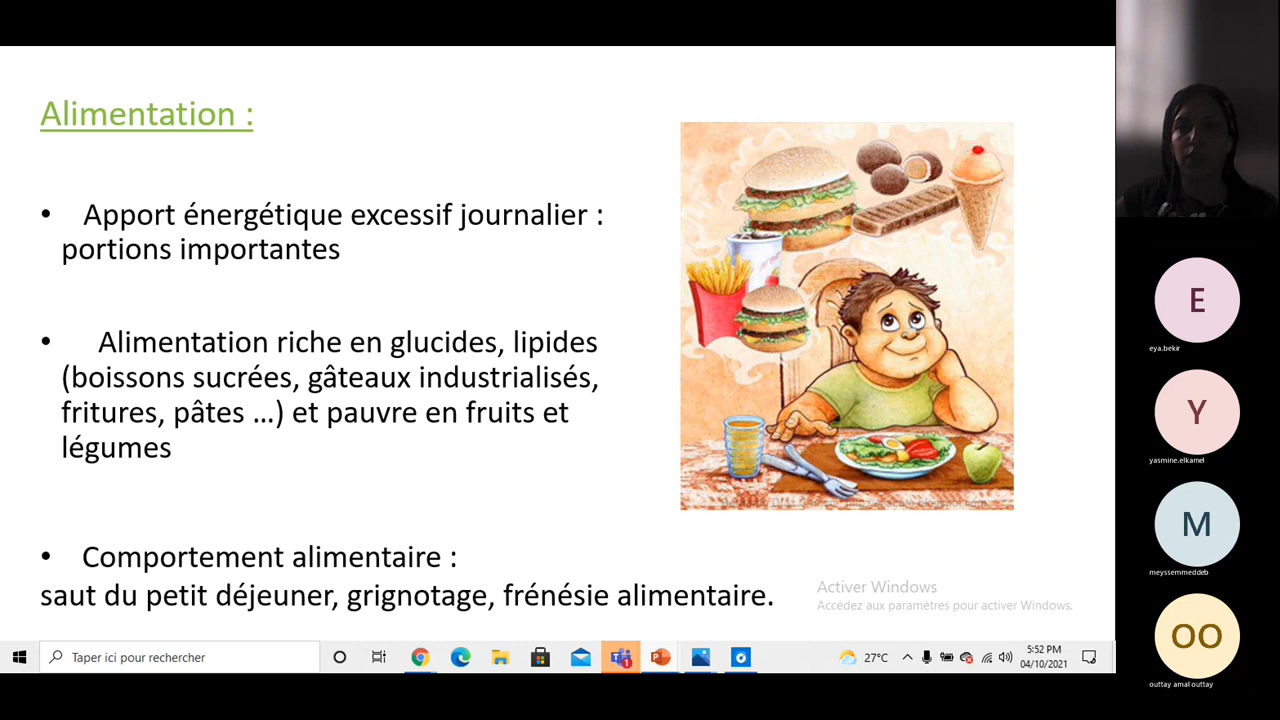 Alimentation :
• Apport énergétique excessif journalier :
portions importantes
• Alimentation riche en glucides, lipides
(boissons sucrées, gâteaux industrialisés,
fritures, pâtes ...) et pauvre en fruits et
légumes
• Comportement alimentaire :
saut du petit déjeuner, grignotage, frénésie alimentaire.
Activer Windows
Accédez aux paramètres pour activer Windows.
Taper ici pour rechercher
1
27°C
5:52 PM
04/10/2021
E
eya.bekir
Y
yasmine.elkamel
M
meyssemmeddeb
OO
outtay amal outtay